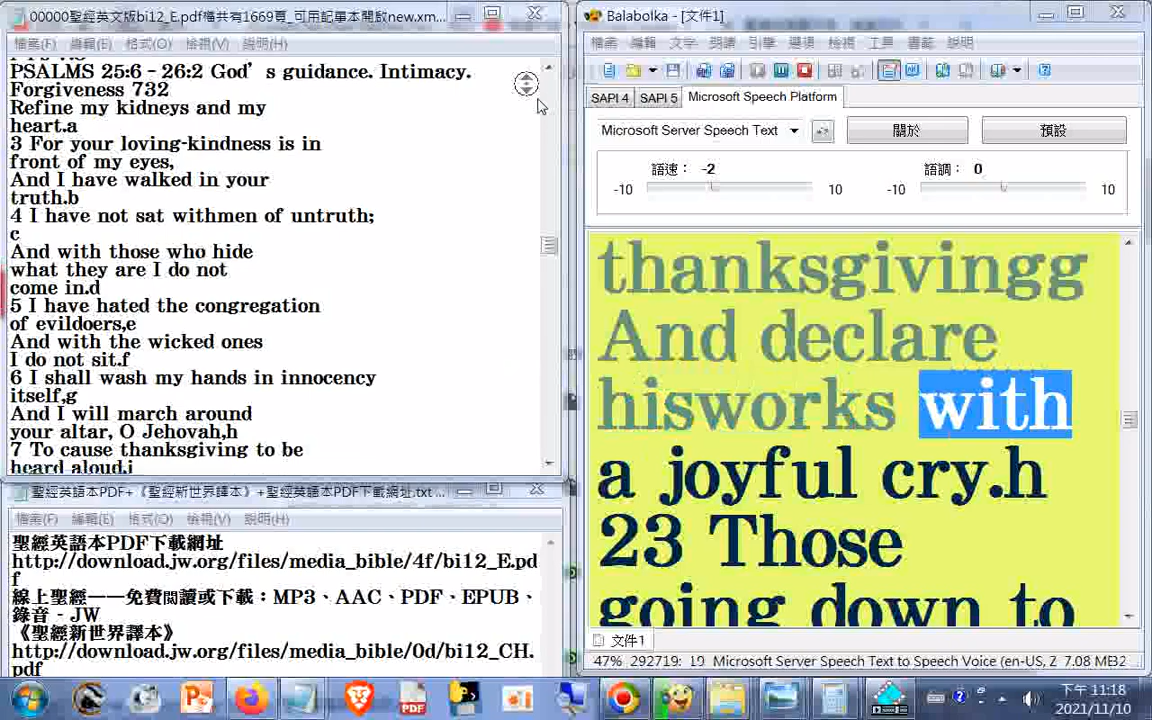 00000聖經英文版bi12_E.pdf檔共有1669頁_可用記事本開啟new.xm...
檔案(F) 編輯(E) 格式(O) 檢視(V) 說明(H)
PSALMS 25:6–26:2 God’s guidance. Intimacy.
Forgiveness 732
Refine my kidneys and my
heart.a
3 For your loving-kindness is in
front of my eyes,
And I have walked in your
truth.b
4 I have not sat withmen of untruth;
c
And with those who hide
what they are I do not
come in.d
5 I have hated the congregation
of evildoers,e
And with the wicked ones
I do not sit.f
6 I shall wash my hands in innocency
itself,g
And I will march around
your altar, O Jehovah,h
7 To cause thanksgiving to be
heard aloud,i
聖經英語本PDF+《聖經新世界譯本》+聖經英語本PDF下載網址.txt ...
檔案(F) 編輯(E) 格式(O) 檢視(V) 說明(H)
聖經英語本PDF下載網址
http://download.jw.org/files/media_bible/4f/bi12_E.pd
f
線上聖經——免費閱讀或下載：MP3、AAC、PDF、EPUB、
錄音 - JW
《聖經新世界譯本》
http://download.jw.org/files/media_bible/0d/bi12_CH.
pdf
Balabolka - [文件1]
檔案 編輯 文字 朗讀 引擎 選項 檢視 工具 書籤 說明
SAPI 4 SAPI 5 Microsoft Speech Platform
Microsoft Server Speech Text 關於 預設
語速： -2 語調： 0
-10 10 -10 10
thanksgivingg
And declare
hisworks with
a joyful cry.h
23 Those
going down to
文件1
47% 292719: 19 Microsoft Server Speech Text to Speech Voice (en-US, Z 7.08 MB
下午 11:18
2021/11/10